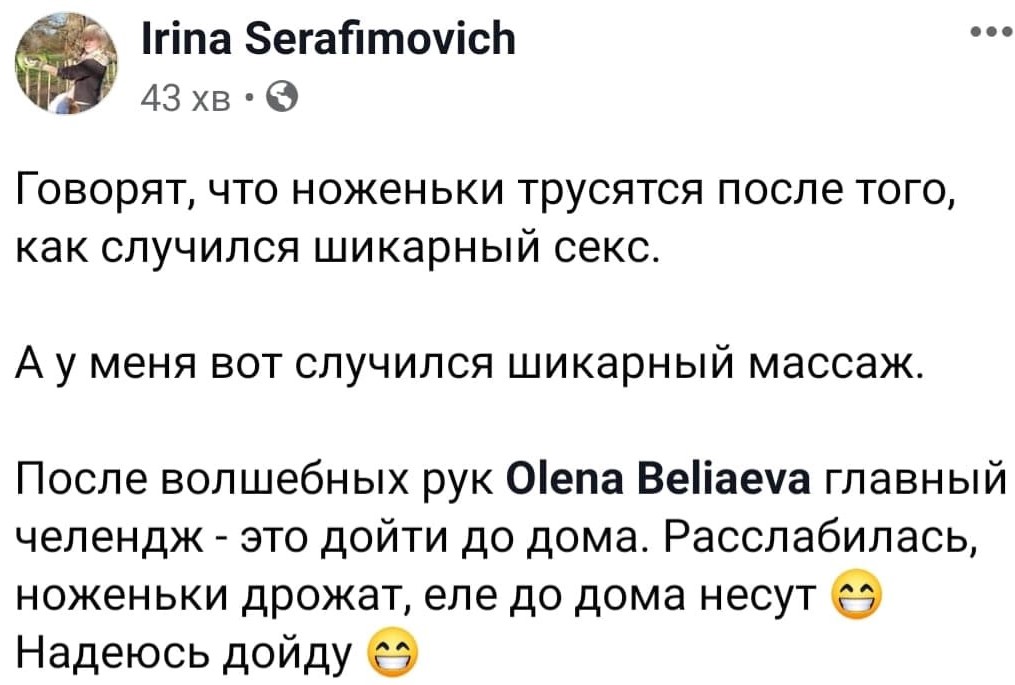 Irina Serafimovich
43 хв •
Говорят, что ноженьки трусятся после того,
как случился шикарный секс.
А у меня вот случился шикарный массаж.
После волшебных рук Olena Beliaeva главный
челендж - это дойти до дома. Расслабилась,
ноженьки дрожат, еле до дома несут 😁
Надеюсь дойду 😁